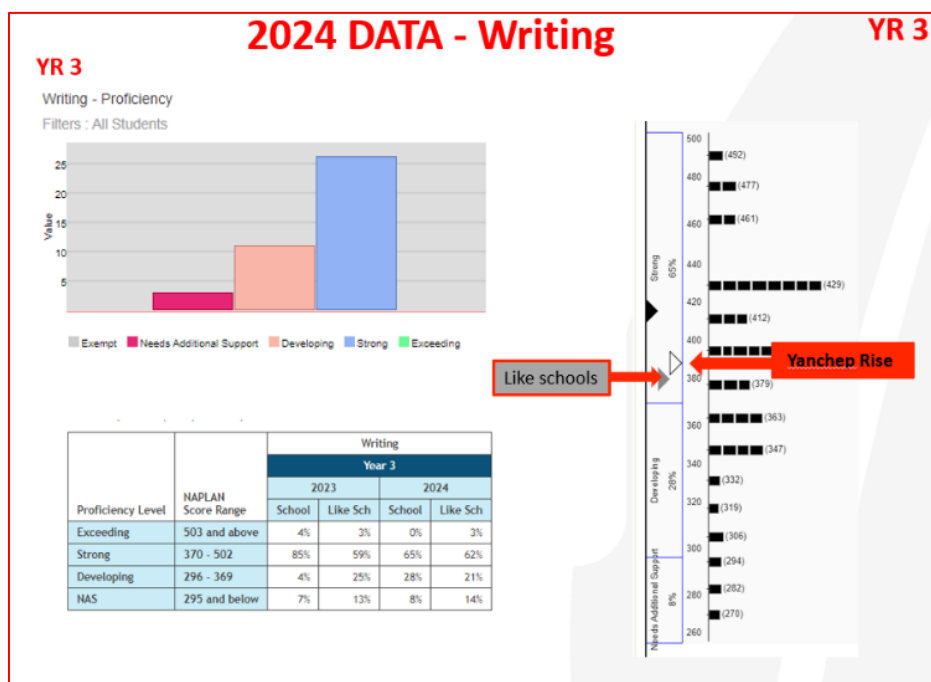 2024 DATA - Writing
YR 3
YR 3
Writing - Proficiency
Filters : All Students
Value
25
20
15
10
5
Exempt
Needs Additional Support
Developing
Strong
Exceeding
Writing
Year 3
2023 2024
Proficiency Level NAPLAN Score Range School Like Sch School Like Sch
Exceeding 503 and above 4% 3% 0% 3%
Strong 370 - 502 85% 59% 65% 62%
Developing 296 - 369 4% 25% 28% 21%
NAS 295 and below 7% 13% 8% 14%
500
480
460
440
420
400
380
360
340
320
300
280
260
Strong
65%
Developing
28%
Needs Additional Support
8%
(492)
(477)
(461)
(429)
(412)
(379)
(363)
(347)
(332)
(319)
(306)
(294)
(282)
(270)
Like schools
Yanchep Rise